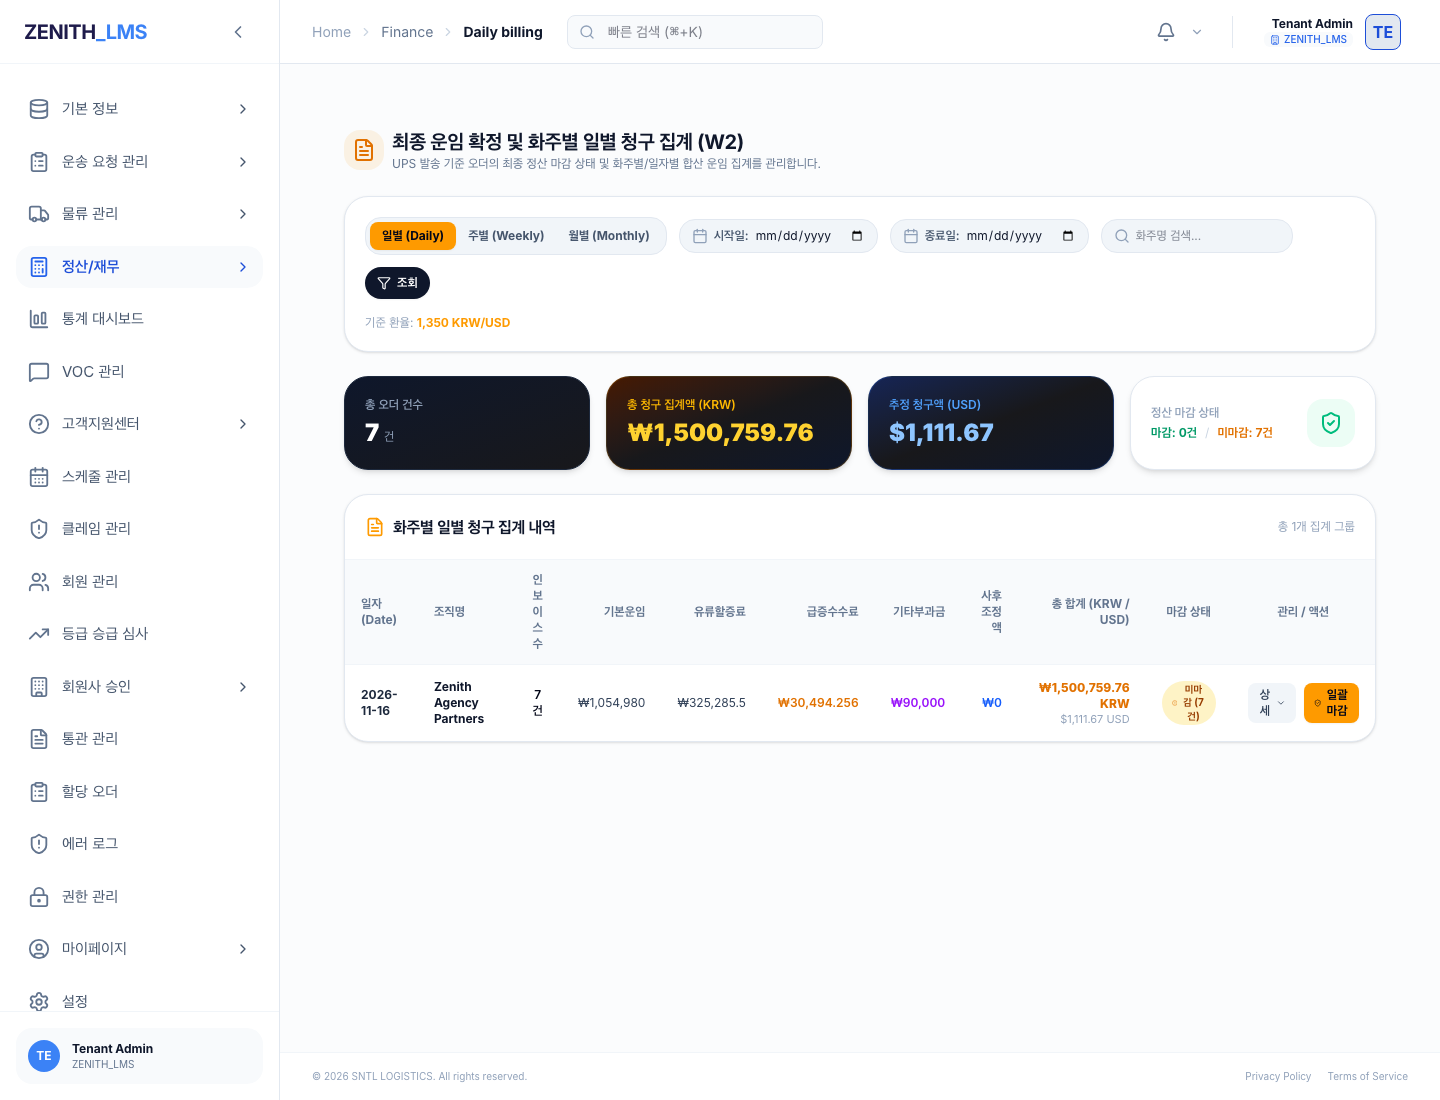 ZENITH_LMS
Home
Finance
Daily billing
빠른 검색 (⌘+K)
Tenant Admin
ZENITH_LMS
TE
기본 정보
운송 요청 관리
물류 관리
정산/재무
통계 대시보드
VOC 관리
고객지원센터
스케줄 관리
클레임 관리
회원 관리
등급 승급 심사
회원사 승인
통관 관리
할당 오더
에러 로그
권한 관리
마이페이지
설정
TE
Tenant Admin
ZENITH_LMS
최종 운임 확정 및 화주별 일별 청구 집계 (W2)
UPS 발송 기준 오더의 최종 정산 마감 상태 및 화주별/일자별 합산 운임 집계를 관리합니다.
일별 (Daily)
주별 (Weekly)
월별 (Monthly)
시작일: mm/dd/yyyy
종료일: mm/dd/yyyy
화주명 검색...
조회
기준 환율: 1,350 KRW/USD
총 오더 건수
7 건
총 청구 집계액 (KRW)
₩1,500,759.76
추정 청구액 (USD)
$1,111.67
정산 마감 상태
마감: 0건 / 미마감: 7건
화주별 일별 청구 집계 내역
총 1개 집계 그룹
일자
(Date)
조직명
인
보
이
스
수
기본운임
유류할증료
급증수수료
기타부과금
사후
조정
액
총 합계 (KRW /
USD)
마감 상태
관리 / 액션
2026-
11-16
Zenith
Agency
Partners
7
건
₩1,054,980
₩325,285.5
₩30,494.256
₩90,000
₩0
₩1,500,759.76
KRW
$1,111.67 USD
미마
감 (7
건)
상
세
일괄
마감
© 2026 SNTL LOGISTICS. All rights reserved.
Privacy Policy
Terms of Service